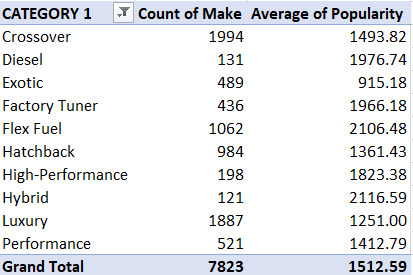 CATEGORY 1 Count of Make Average of Popularity
Crossover 1994 1493.82
Diesel 131 1976.74
Exotic 489 915.18
Factory Tuner 436 1966.18
Flex Fuel 1062 2106.48
Hatchback 984 1361.43
High-Performance 198 1823.38
Hybrid 121 2116.59
Luxury 1887 1251.00
Performance 521 1412.79
Grand Total 7823 1512.59